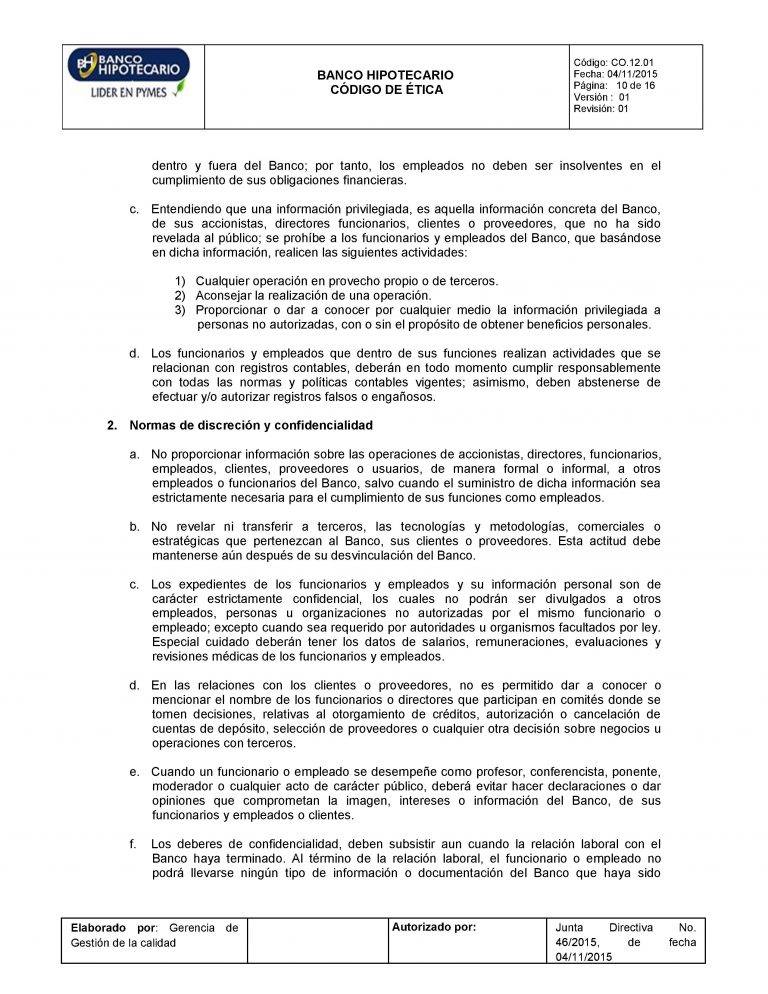 BH BANCO
HIPOTECARIO
LIDER EN PYMES
BANCO HIPOTECARIO
CÓDIGO DE ÉTICA
Código: CO.12.01
Fecha: 04/11/2015
Página: 10 de 16
Versión : 01
Revisión: 01
dentro y fuera del Banco; por tanto, los empleados no deben ser insolventes en el
cumplimiento de sus obligaciones financieras.
c. Entendiendo que una información privilegiada, es aquella información concreta del Banco,
de sus accionistas, directores funcionarios, clientes o proveedores, que no ha sido
revelada al público; se prohíbe a los funcionarios y empleados del Banco, que basándose
en dicha información, realicen las siguientes actividades:
1) Cualquier operación en provecho propio o de terceros.
2) Aconsejar la realización de una operación.
3) Proporcionar o dar a conocer por cualquier medio la información privilegiada a
personas no autorizadas, con o sin el propósito de obtener beneficios personales.
d. Los funcionarios y empleados que dentro de sus funciones realizan actividades que se
relacionan con registros contables, deberán en todo momento cumplir responsablemente
con todas las normas y políticas contables vigentes; asimismo, deben abstenerse de
efectuar y/o autorizar registros falsos o engañosos.
2. Normas de discreción y confidencialidad
a. No proporcionar información sobre las operaciones de accionistas, directores, funcionarios,
empleados, clientes, proveedores o usuarios, de manera formal o informal, a otros
empleados o funcionarios del Banco, salvo cuando el suministro de dicha información sea
estrictamente necesaria para el cumplimiento de sus funciones como empleados.
b. No revelar ni transferir a terceros, las tecnologías y metodologías, comerciales o
estratégicas que pertenezcan al Banco, sus clientes o proveedores. Esta actitud debe
mantenerse aún después de su desvinculación del Banco.
c. Los expedientes de los funcionarios y empleados y su información personal son de
carácter estrictamente confidencial, los cuales no podrán ser divulgados a otros
empleados, personas u organizaciones no autorizadas por el mismo funcionario o
empleado; excepto cuando sea requerido por autoridades u organismos facultados por ley.
Especial cuidado deberán tener los datos de salarios, remuneraciones, evaluaciones y
revisiones médicas de los funcionarios y empleados.
d. En las relaciones con los clientes o proveedores, no es permitido dar a conocer o
mencionar el nombre de los funcionarios o directores que participan en comités donde se
tomen decisiones, relativas al otorgamiento de créditos, autorización o cancelación de
cuentas de depósito, selección de proveedores o cualquier otra decisión sobre negocios u
operaciones con terceros.
e. Cuando un funcionario o empleado se desempeñe como profesor, conferencista, ponente,
moderador o cualquier acto de carácter público, deberá evitar hacer declaraciones o dar
opiniones que comprometan la imagen, intereses o información del Banco, de sus
funcionarios y empleados o clientes.
f. Los deberes de confidencialidad, deben subsistir aun cuando la relación laboral con el
Banco haya terminado. Al término de la relación laboral, el funcionario o empleado no
podrá llevarse ningún tipo de información o documentación del Banco que haya sido
Elaborado por: Gerencia de
Gestión de la calidad
Autorizado por:
Junta Directiva No.
46/2015, de fecha
04/11/2015